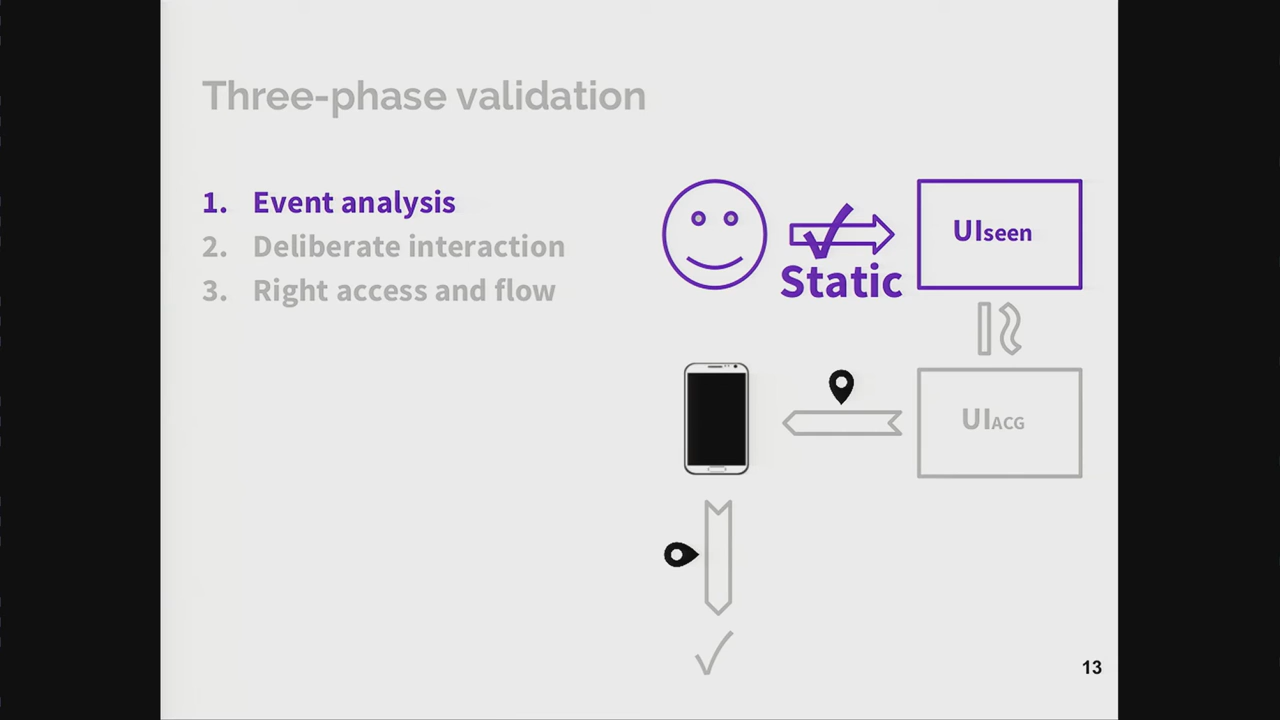 Three-phase validation
1. Event analysis
2. Deliberate interaction
3. Right access and flow
UIseen
Static
UIACG
13